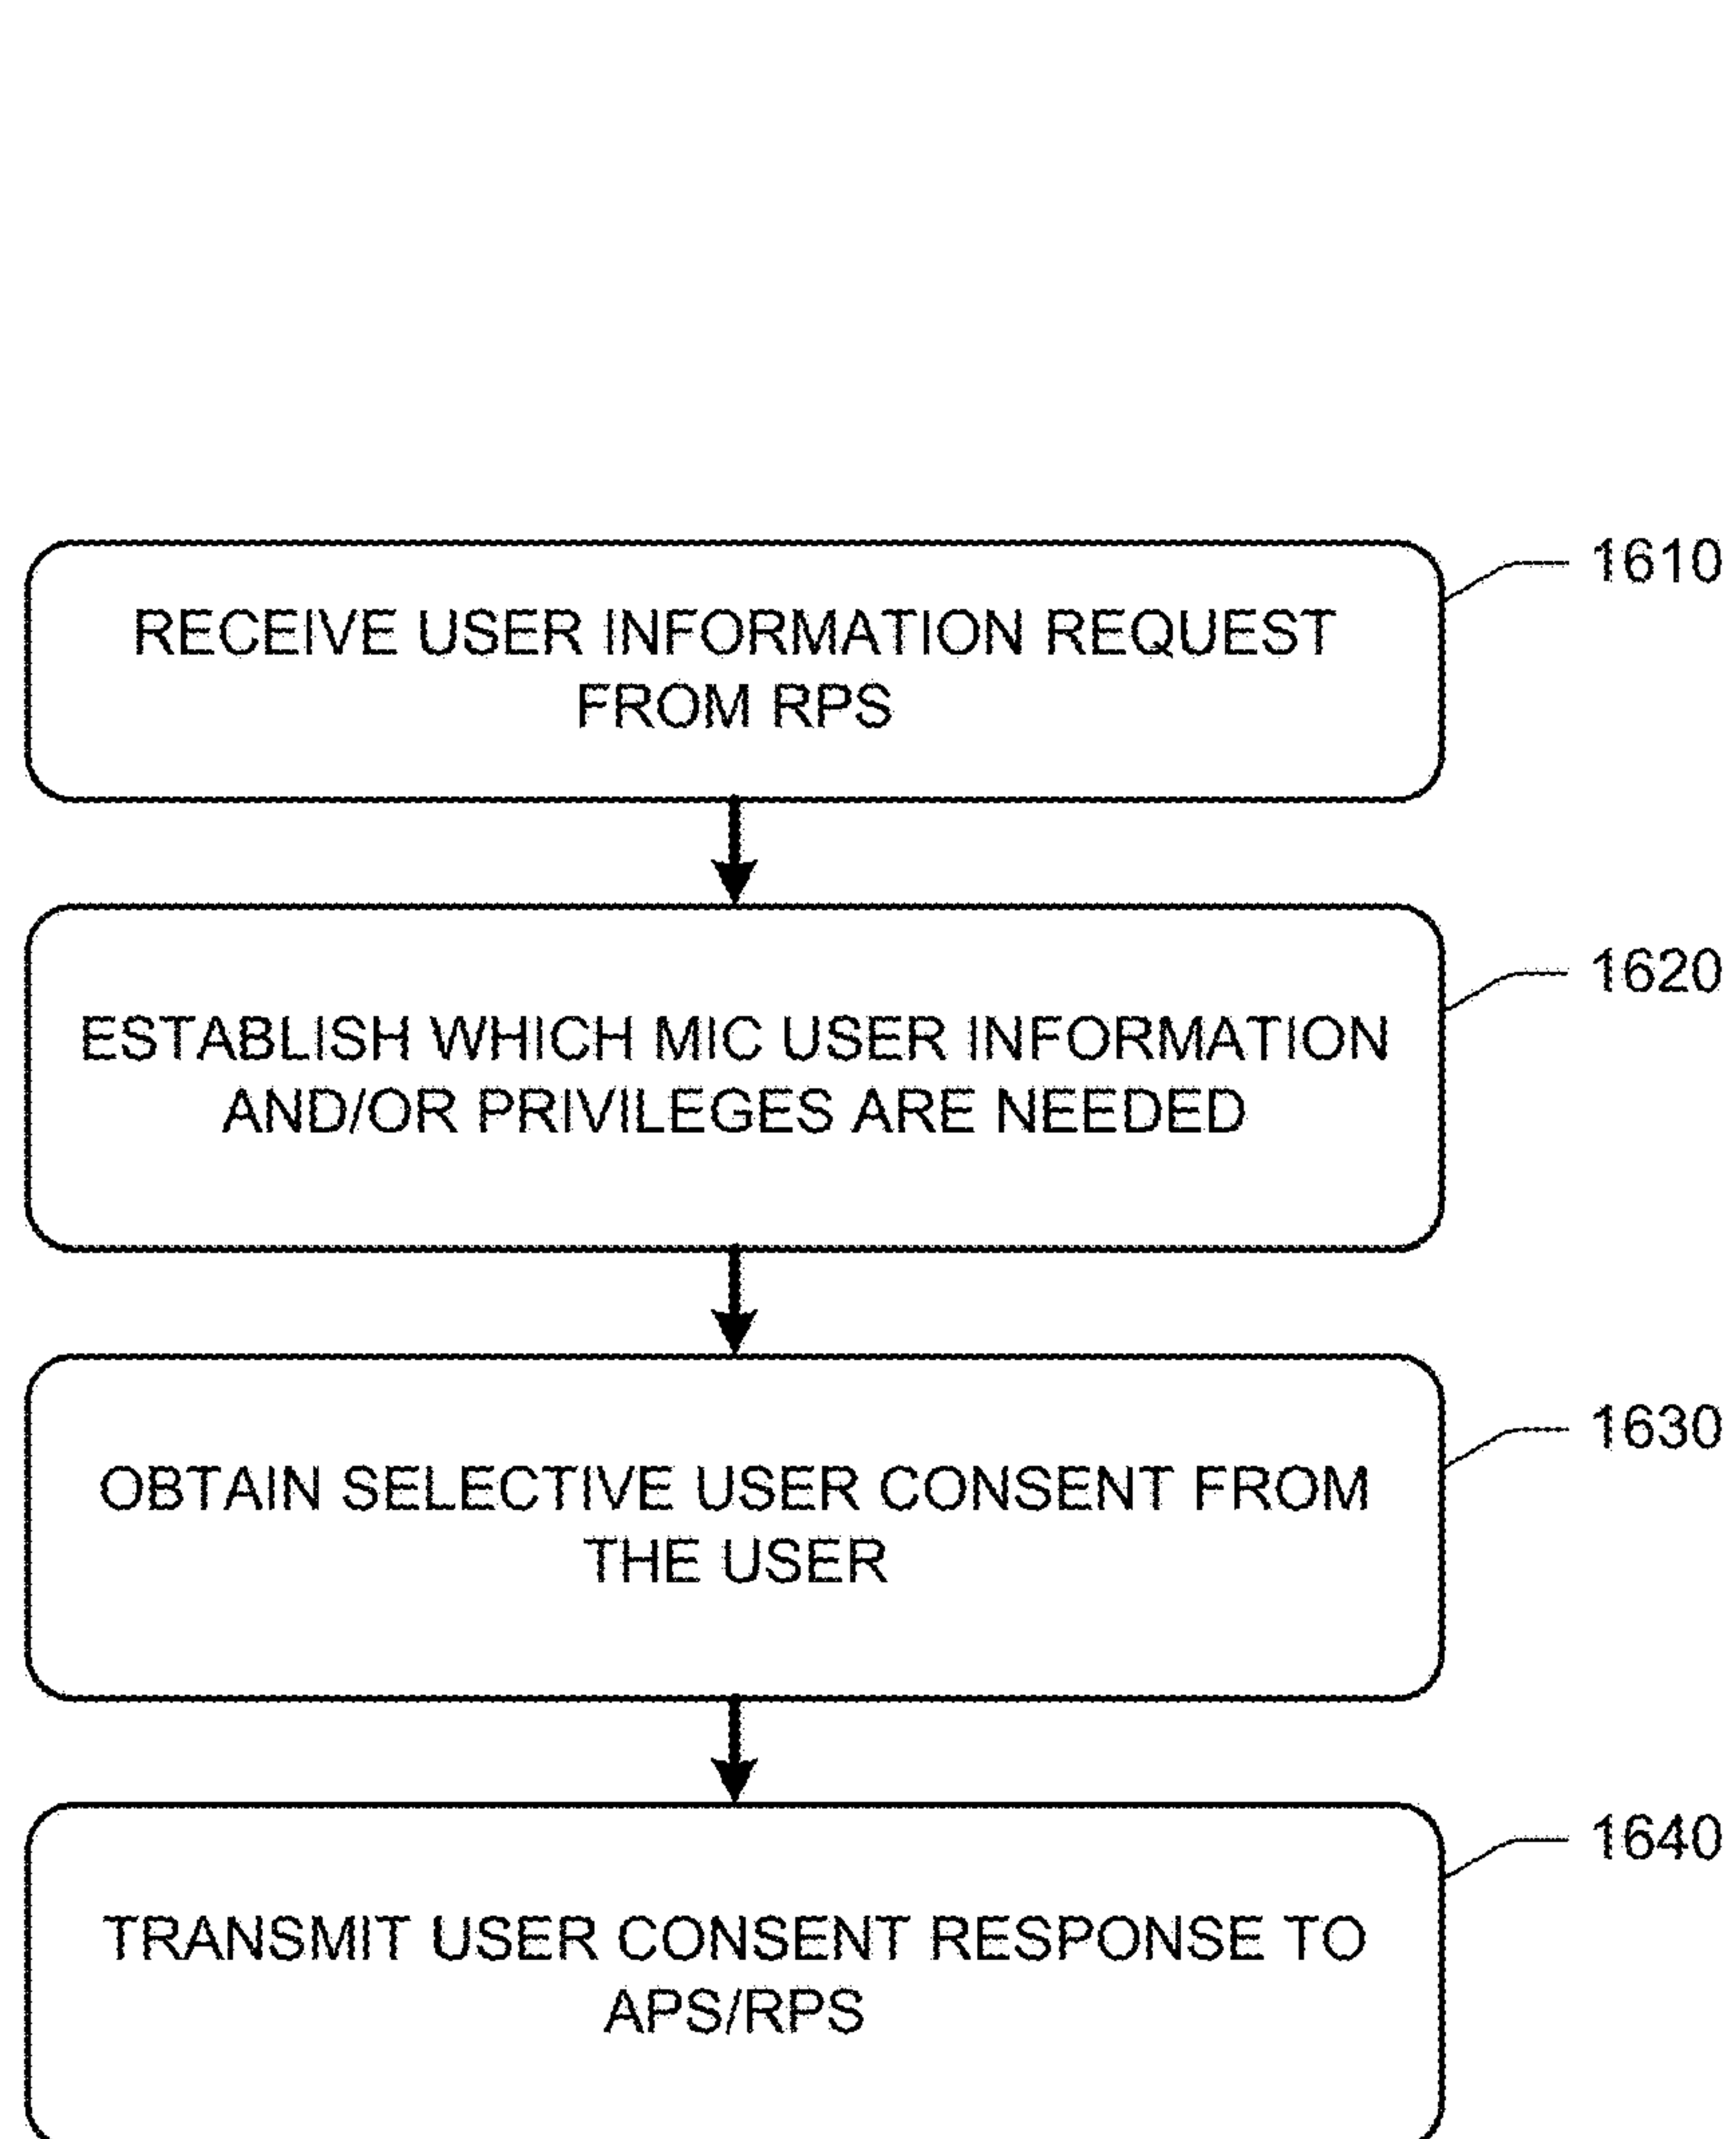 1610
RECEIVE USER INFORMATION REQUEST
FROM RPS
1620
ESTABLISH WHICH MIC USER INFORMATION
AND/OR PRIVILEGES ARE NEEDED
1630
OBTAIN SELECTIVE USER CONSENT FROM
THE USER
1640
TRANSMIT USER CONSENT RESPONSE TO
APS/RPS